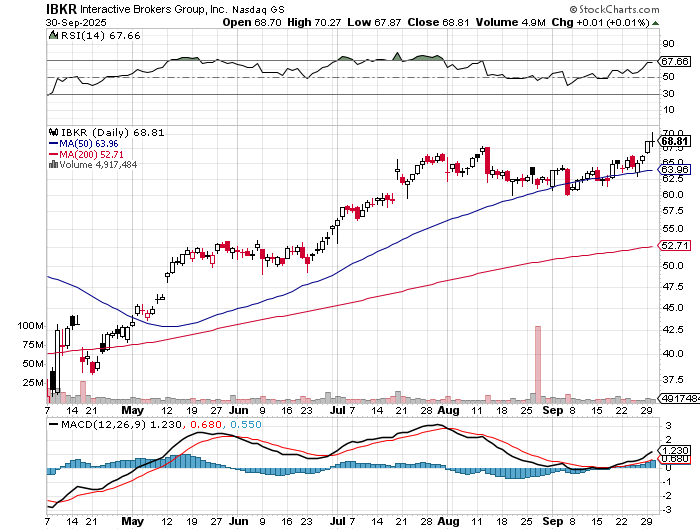 IBKR Interactive Brokers Group, Inc. Nasdaq GS © StockCharts.com
30-Sep-2025 Open 68.70 High 70.27 Low 67.87 Close 68.81 Volume 4.9M Chg +0.01 (+0.01%)
RSI(14) 67.66
90
67.66
50
30
10
IBKR (Daily) 68.81
MA(50) 63.96
MA(200) 52.71
Volume 4,917,484
70.0
68.81
67.5
63.96
62.5
60.0
57.5
55.0
52.71
50.0
47.5
45.0
42.5
40.0
37.5
100M
75M
50M
25M
4917484
7 14 21 May 12 19 27 Jun 9 16 23 Jul 7 14 21 Aug 11 18 25 Sep 8 15 22 29
MACD(12,26,9) 1.230, 0.680, 0.550
3
2
1.230
0.680
0
-1
-2
-3
7 14 21 May 12 19 27 Jun 9 16 23 Jul 7 14 21 Aug 11 18 25 Sep 8 15 22 29